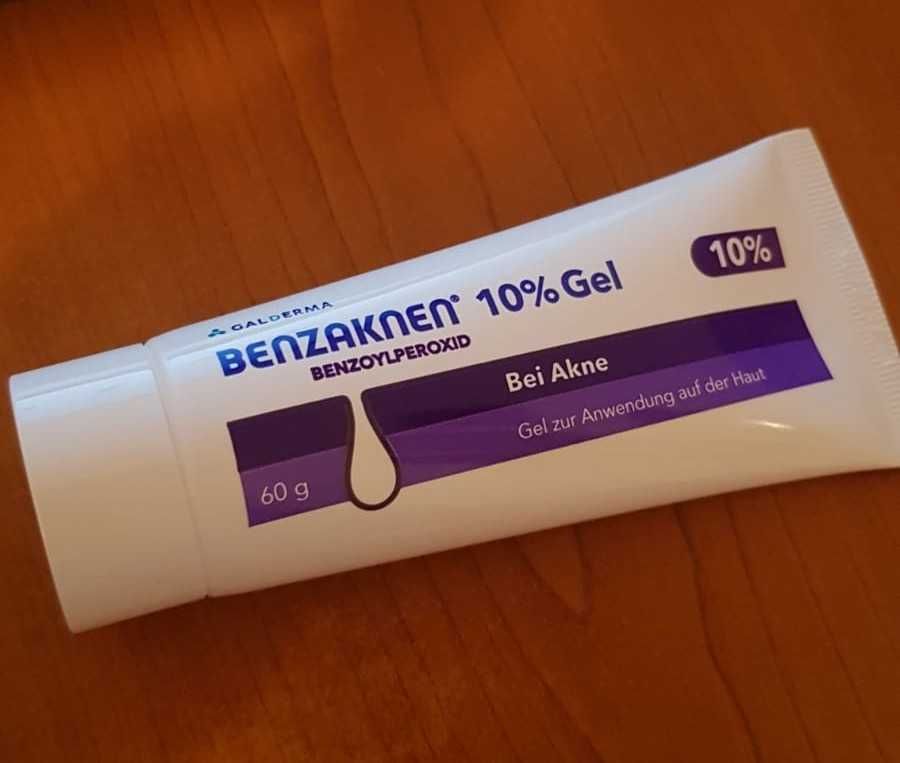 GALDERMA
BENZAKNEN® 10% Gel
BENZOYLPEROXID
10%
Bei Akne
Gel zur Anwendung auf der Haut
60 g